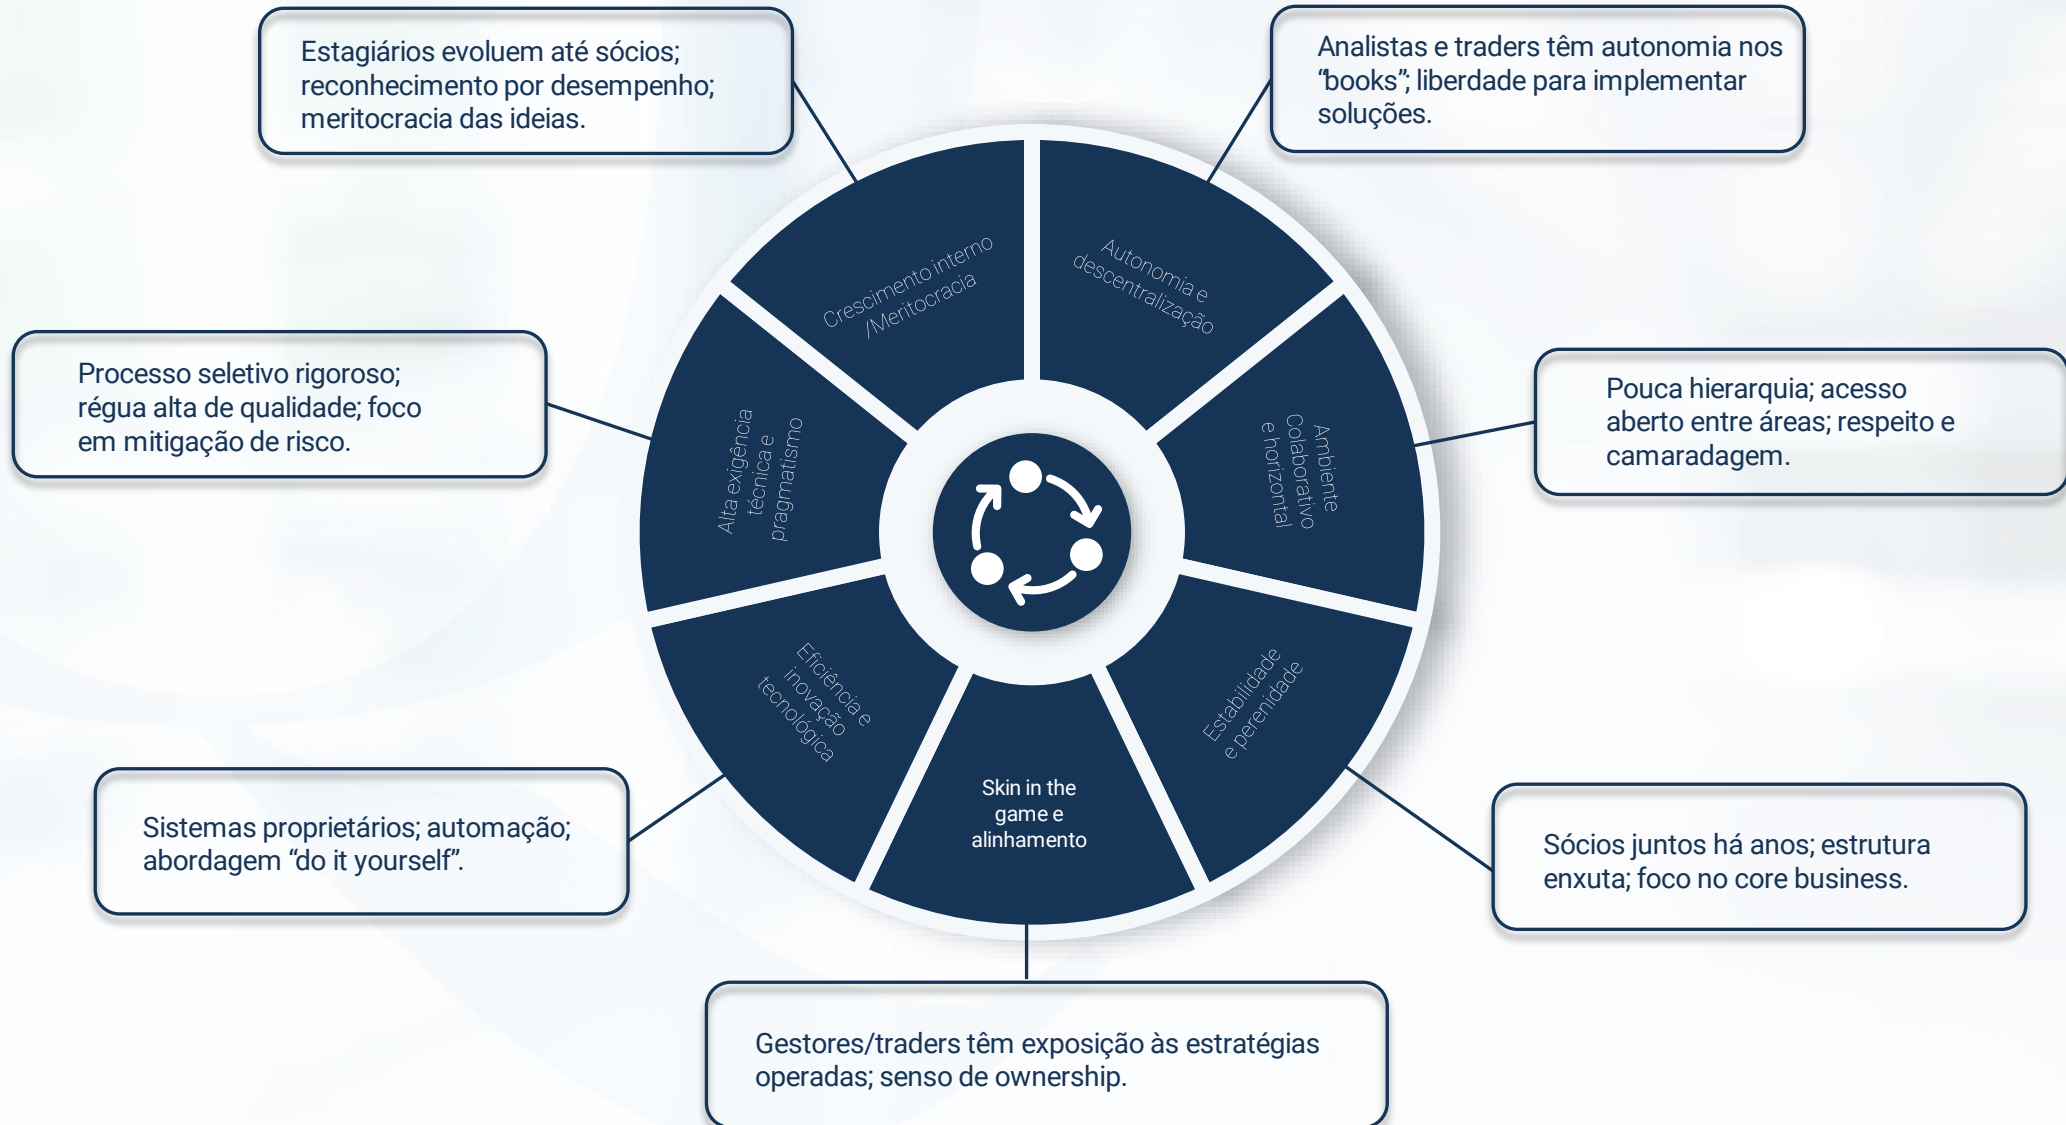 Estagiários evoluem até sócios;
reconhecimento por desempenho;
meritocracia das ideias.
Analistas e traders têm autonomia nos
“books”; liberdade para implementar
soluções.
Crescimento interno
/Meritocracia
Autonomia e
descentralização
Processo seletivo rigoroso;
régua alta de qualidade; foco
em mitigação de risco.
Alta exigência
técnica e
pragmatismo
Ambiente
Colaborativo
e horizontal
Pouca hierarquia; acesso
aberto entre áreas; respeito e
camaradagem.
Eficiência e
inovação
tecnológica
Estabilidade
e perenidade
Skin in the
game e
alinhamento
Sistemas proprietários; automação;
abordagem “do it yourself”.
Sócios juntos há anos; estrutura
enxuta; foco no core business.
Gestores/traders têm exposição às estratégias
operadas; senso de ownership.